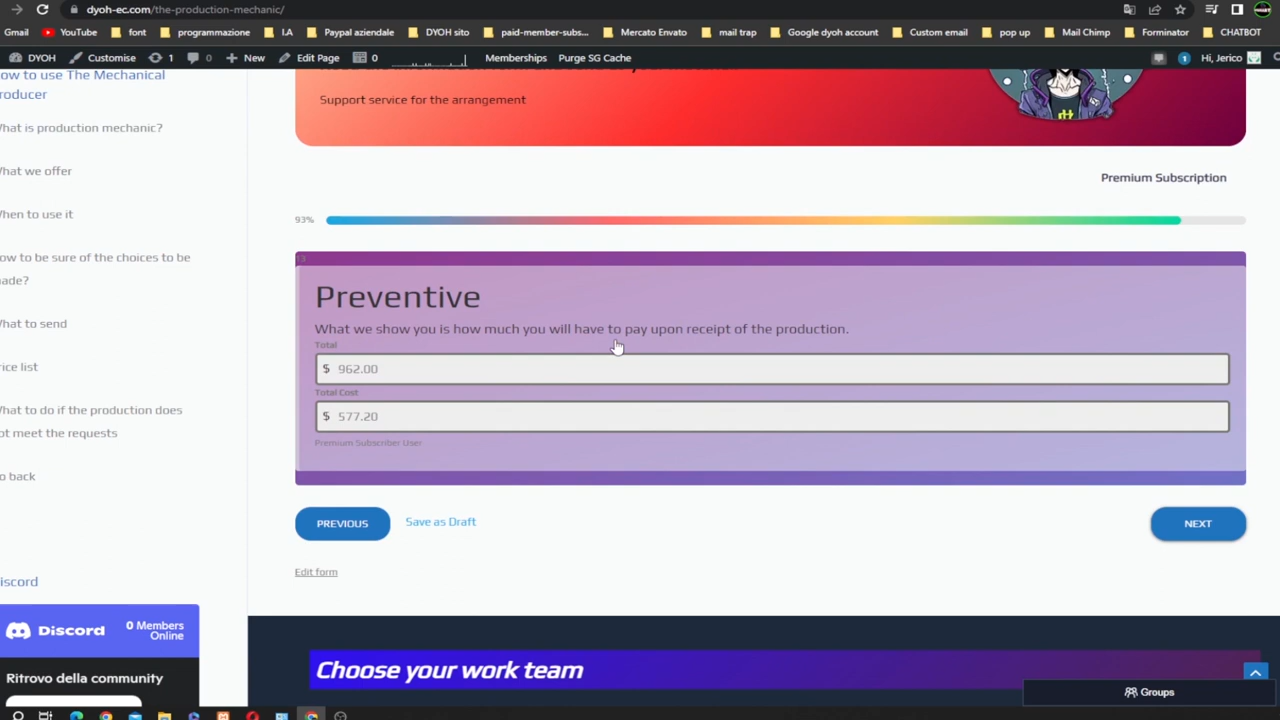 dyoh-ec.com/the-production-mechanic/
Gmail YouTube font programmazione I.A Paypal aziendale DYOH sito paid-member-subs... Mercato Envato mail trap Google dyoh account Custom email pop up Mail Chimp Forminator CHATBOT
DYOH Customise 1 0 New Edit Page 0 Memberships Purge SG Cache 1 Hi, Jerico
ow to use The Mechanical
roducer
hat is production mechanic?
hat we offer
hen to use it
ow to be sure of the choices to be
ade?
hat to send
rice list
hat to do if the production does
ot meet the requests
o back
iscord
Discord 0 Members
Online
Ritrovo della community
Support service for the arrangement
Premium Subscription
93%
13
Preventive
What we show you is how much you will have to pay upon receipt of the production.
Total
$ 962.00
Total Cost
$ 577.20
Premium Subscriber User
PREVIOUS Save as Draft NEXT
Edit form
Choose your work team
Groups